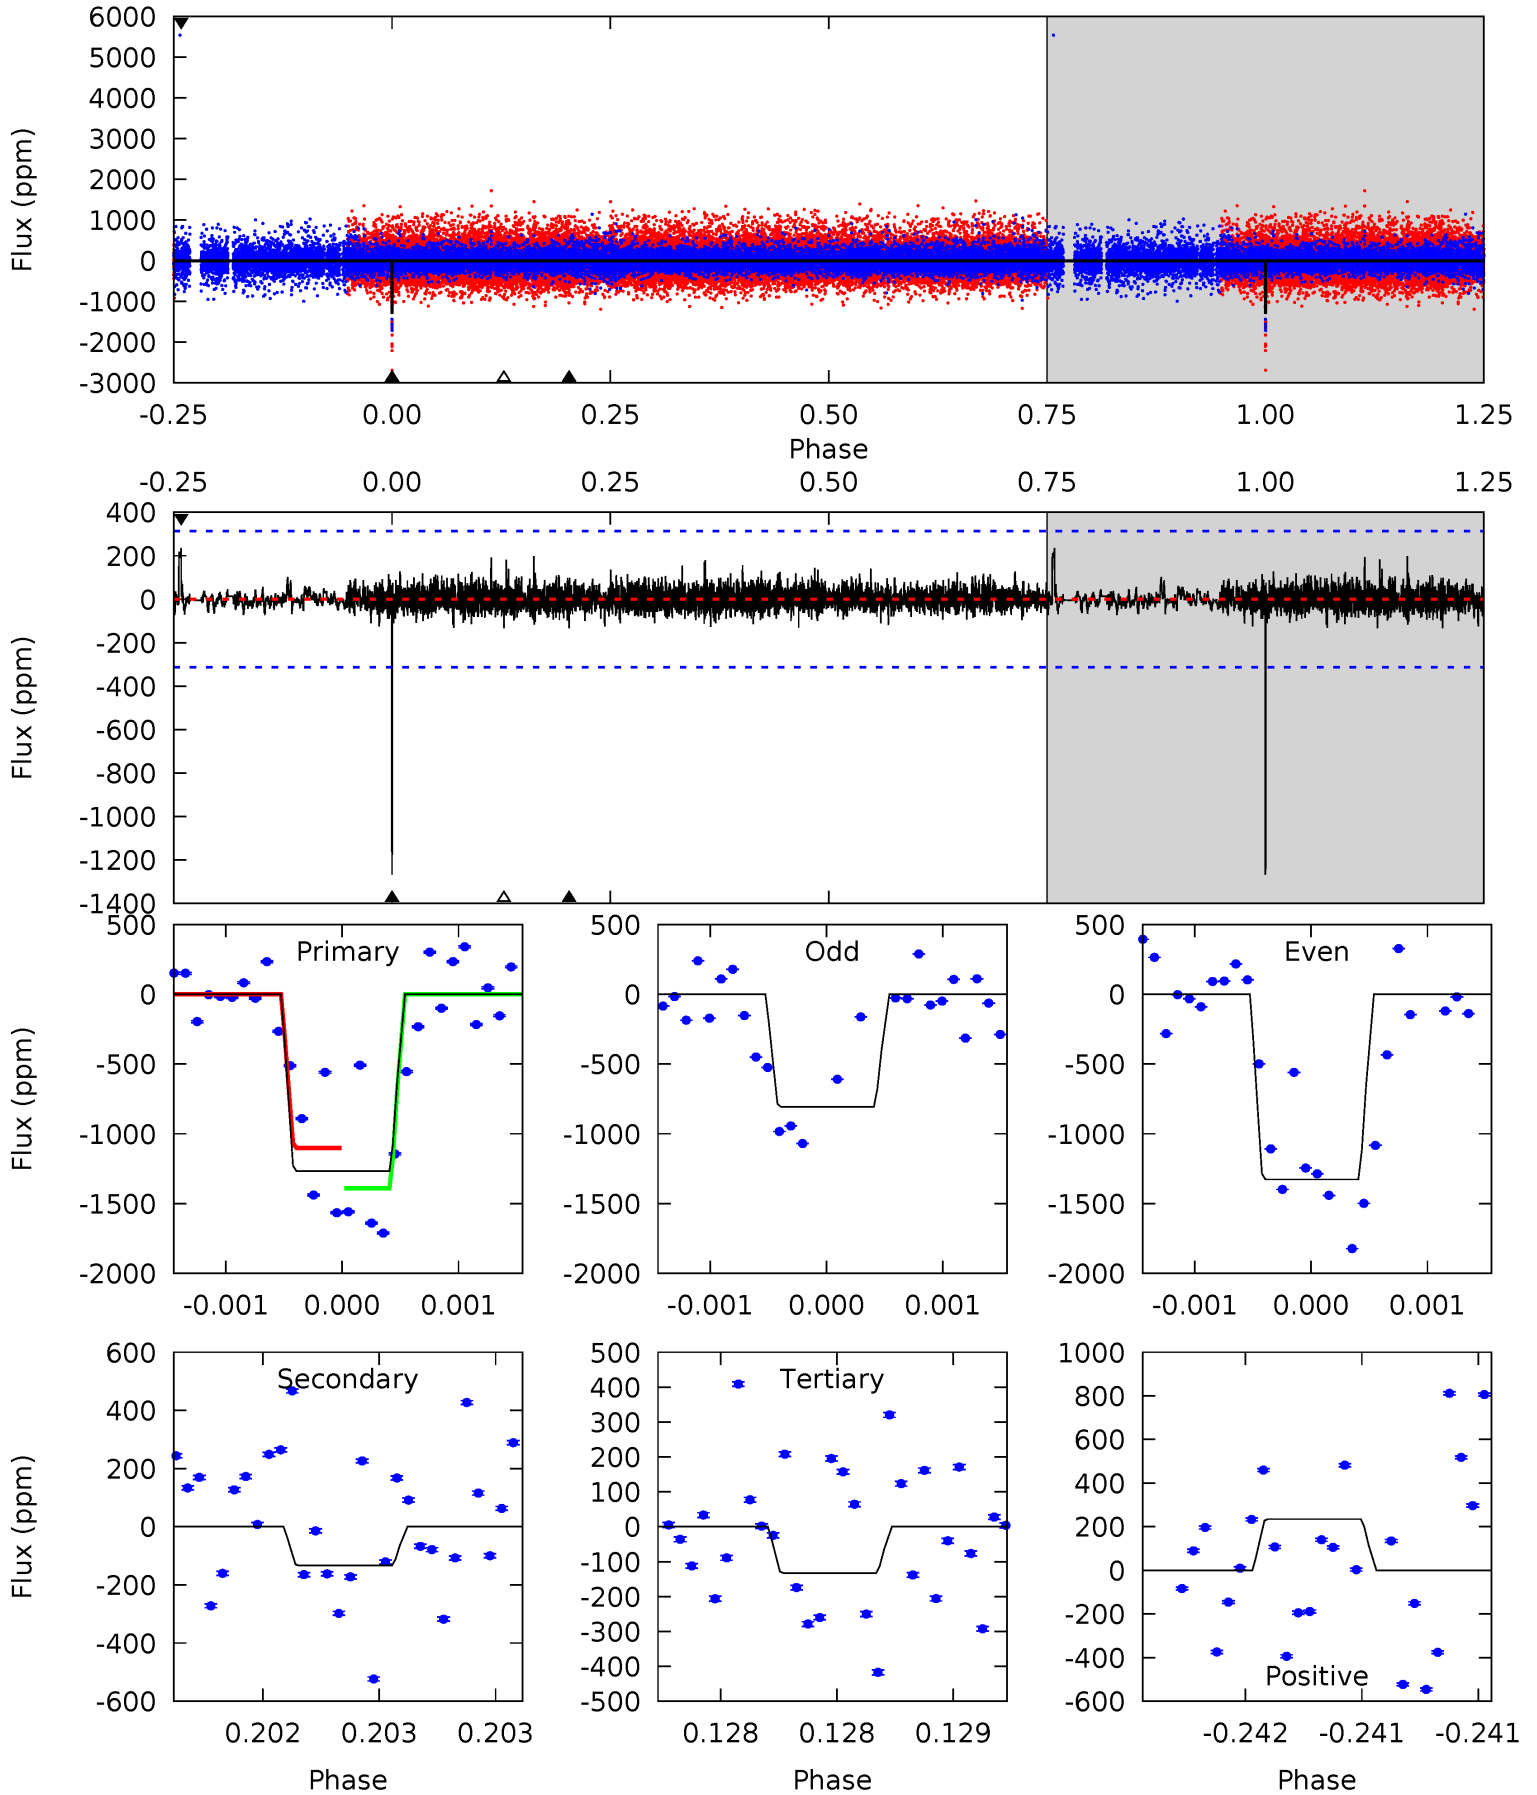 6000
5000
4000
3000
2000
1000
0
-1000
-2000
-3000
Flux (ppm)
-0.25 0.00 0.25 0.50 0.75 1.00 1.25
Phase
-0.25 0.00 0.25 0.50 0.75 1.00 1.25
400
200
0
-200
-400
-600
-800
-1000
-1200
-1400
Flux (ppm)
Primary Odd Even
500 500 500
0 0 0
-500 -500 -500
-1000 -1000 -1000
-1500 -1500 -1500
-2000 -2000 -2000
Flux (ppm)
-0.001 0.000 0.001 -0.001 0.000 0.001 -0.001 0.000 0.001
Secondary Tertiary Positive
600
400
200
0
-200
-400
-600
Flux (ppm)
500
400
300
200
100
0
-100
-200
-300
-400
-500
1000
800
600
400
200
0
-200
-400
-600
0.202 0.203 0.203 0.128 0.128 0.129 -0.242 -0.241 -0.241
Phase Phase Phase